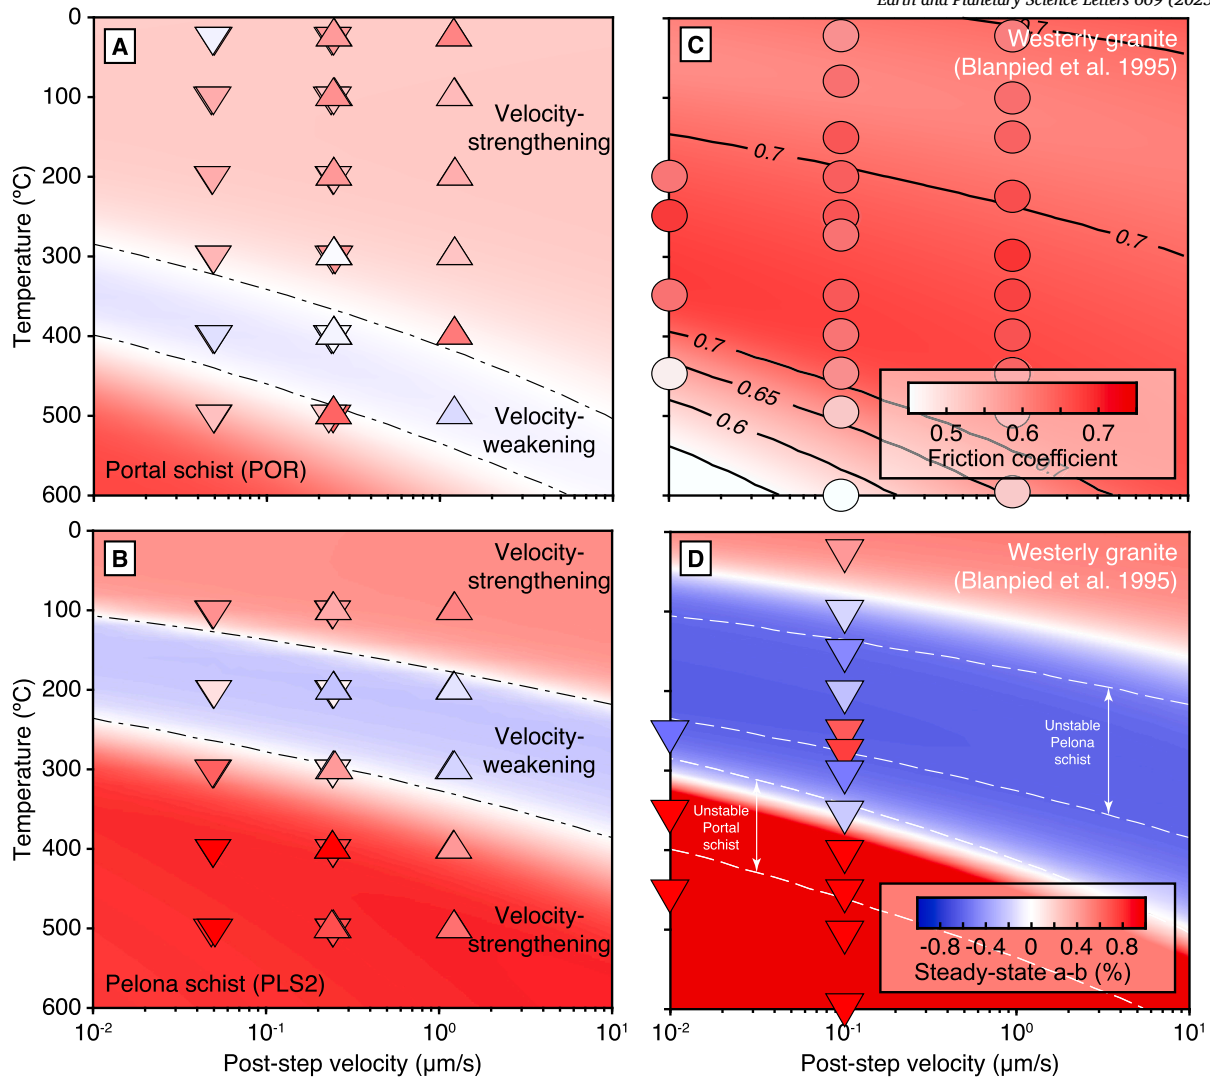 Earth and Planetary Science Letters 669 (2025
A
Velocity-
strengthening
Velocity-
weakening
Portal schist (POR)
Temperature (ºC)
0
100
200
300
400
500
600
C
Westerly granite
(Blanpied et al. 1995)
0.7
0.7
0.7
0.7
0.65
0.6
0.5 0.6 0.7
Friction coefficient
B
Velocity-
strengthening
Velocity-
weakening
Velocity-
strengthening
Pelona schist (PLS2)
Temperature (ºC)
0
100
200
300
400
500
600
10-2 10-1 100 101
Post-step velocity (µm/s)
D
Westerly granite
(Blanpied et al. 1995)
Unstable
Pelona
schist
Unstable
Portal
schist
-0.8 -0.4 0 0.4 0.8
Steady-state a-b (%)
10-2 10-1 100 101
Post-step velocity (µm/s)